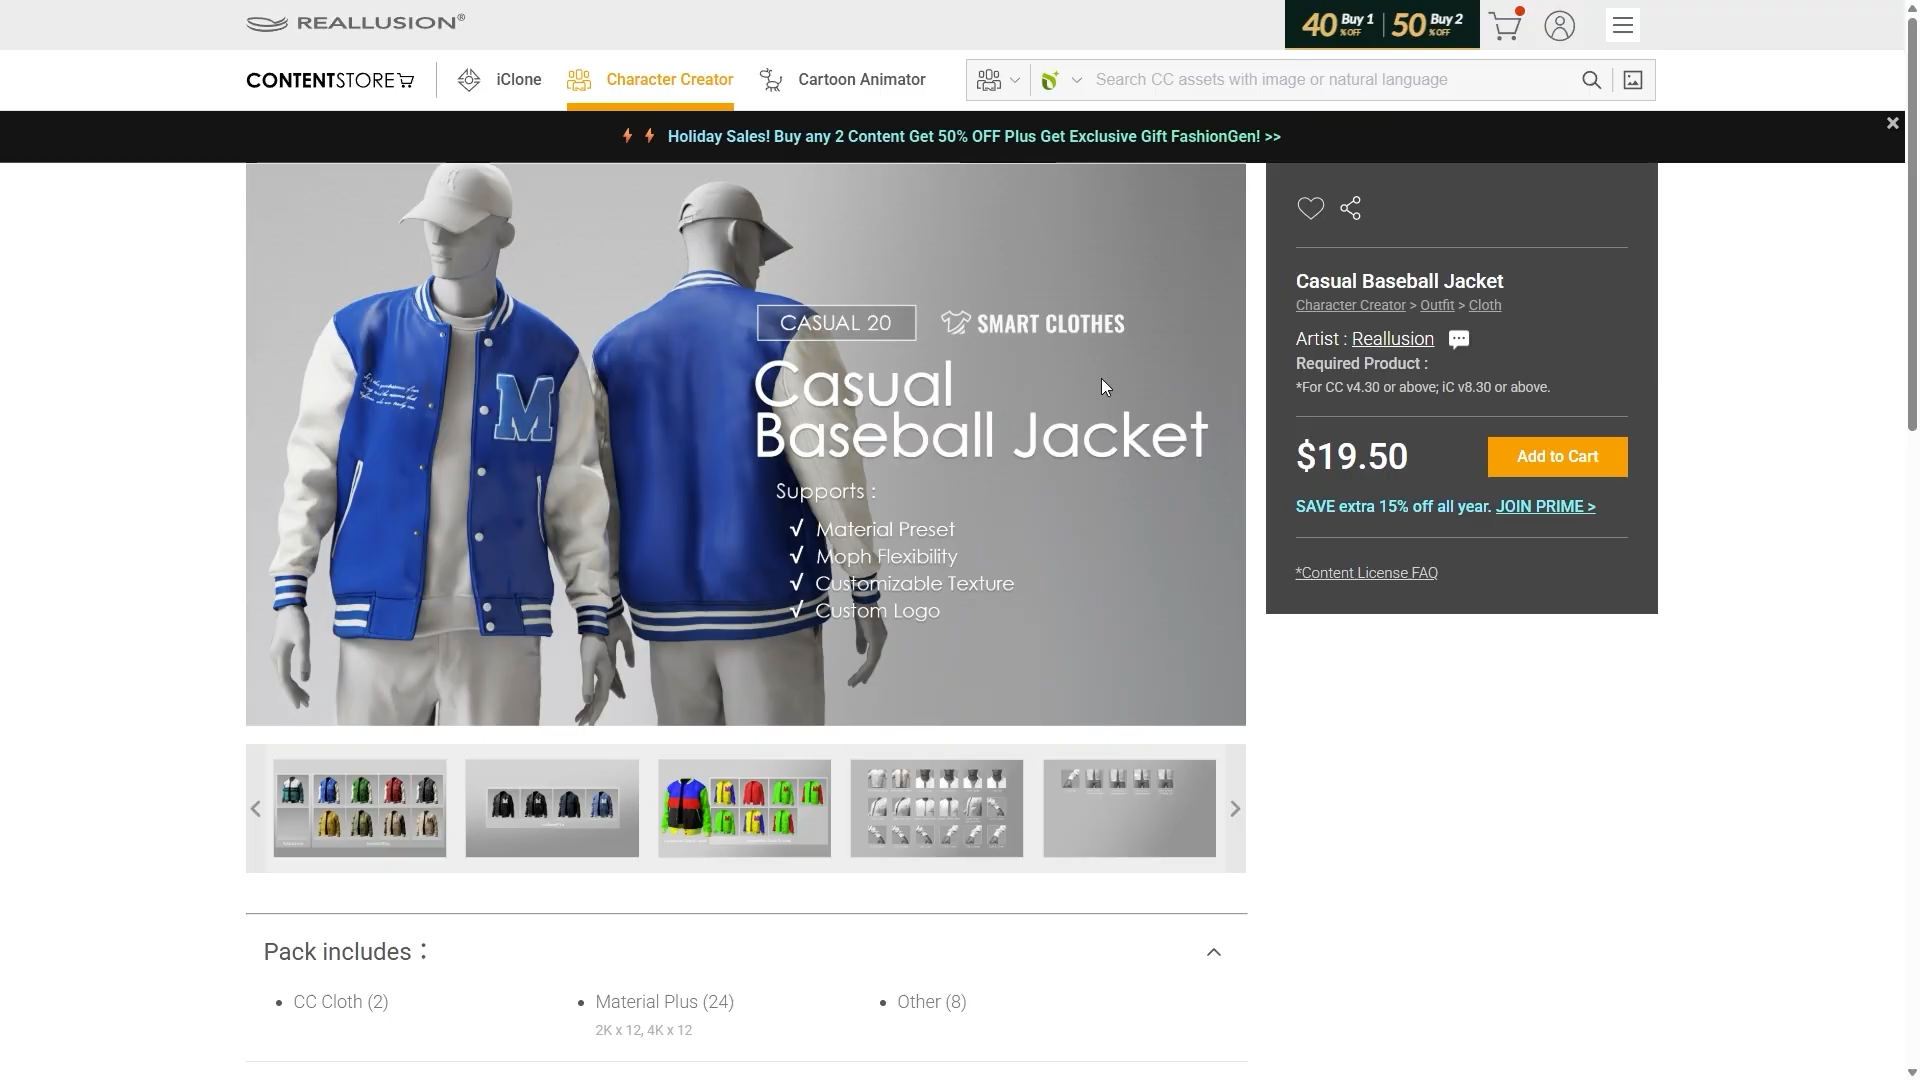 REALLUSION®
40 %OFF Buy 1 | 50 %OFF Buy 2
CONTENTSTORE
iClone
Character Creator
Cartoon Animator
Search CC assets with image or natural language
Holiday Sales! Buy any 2 Content Get 50% OFF Plus Get Exclusive Gift FashionGen! >>
CASUAL 20
SMART CLOTHES
Casual
Baseball Jacket
Supports :
√ Material Preset
√ Moph Flexibility
√ Customizable Texture
√ Custom Logo
M
Casual Baseball Jacket
Character Creator > Outfit > Cloth
Artist : Reallusion
Required Product :
*For CC v4.30 or above; iC v8.30 or above.
$19.50
Add to Cart
SAVE extra 15% off all year. JOIN PRIME >
*Content License FAQ
Pack includes：
• CC Cloth (2)
• Material Plus (24)
2K x 12, 4K x 12
• Other (8)